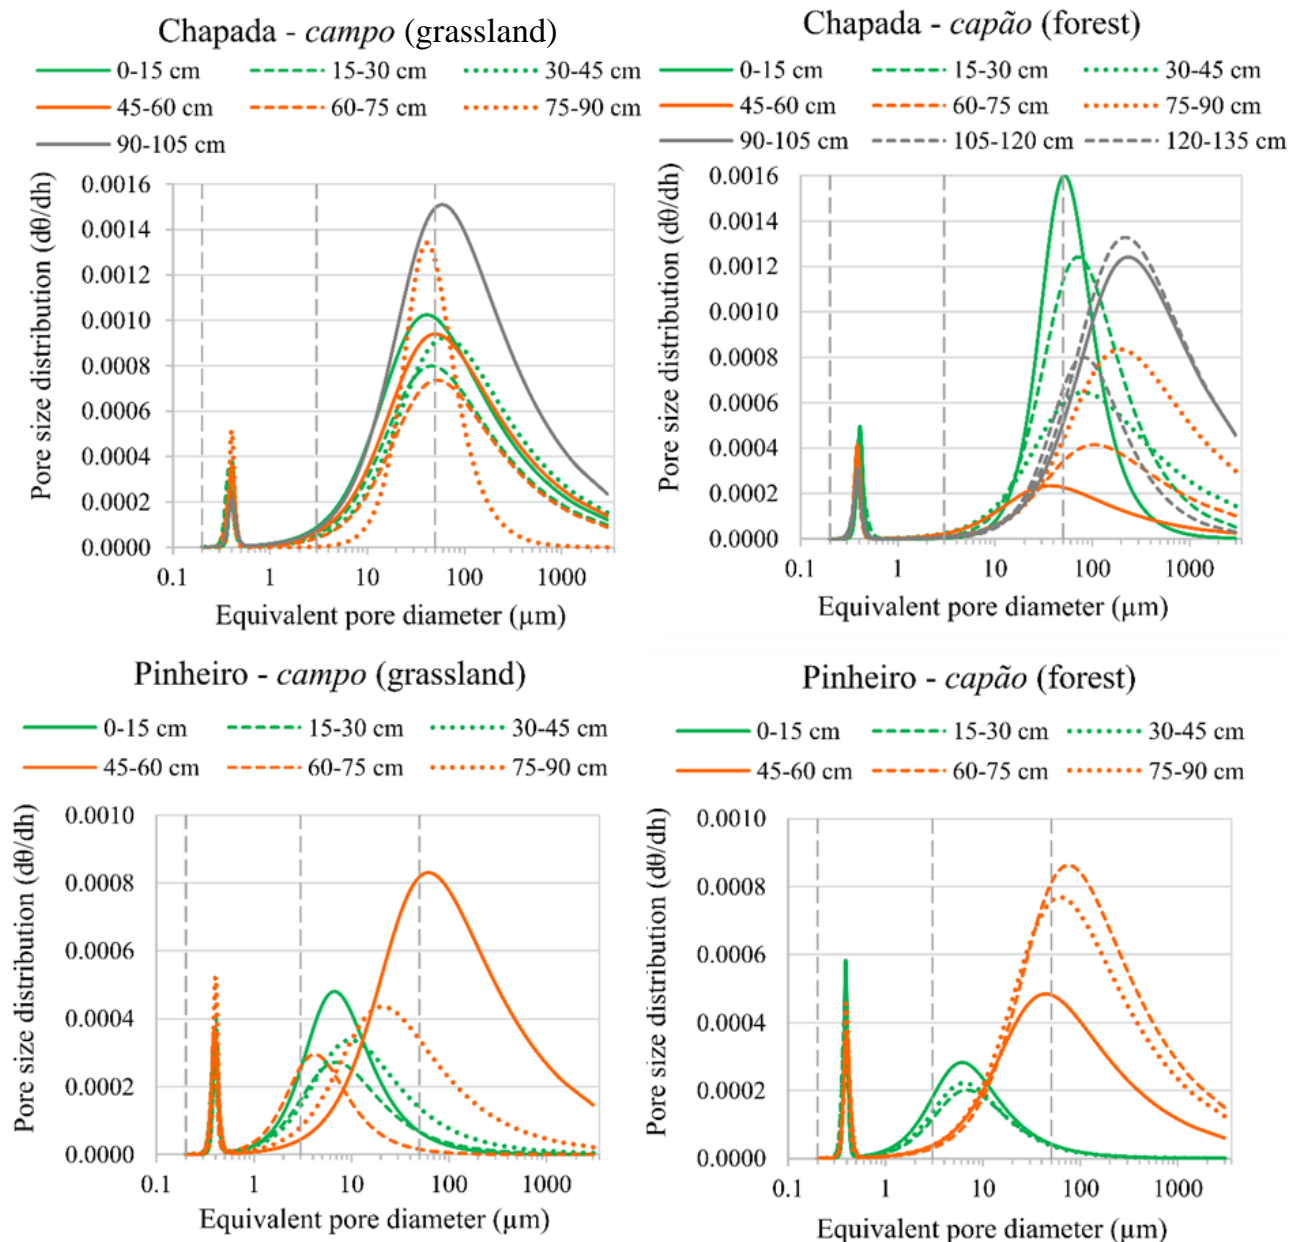 Chapada - campo (grassland)
0-15 cm 15-30 cm 30-45 cm
45-60 cm 60-75 cm 75-90 cm
90-105 cm
Pore size distribution (dθ/dh)
0.0016
0.0014
0.0012
0.0010
0.0008
0.0006
0.0004
0.0002
0.0000
0.1 1 10 100 1000
Equivalent pore diameter (µm)
Chapada - capão (forest)
0-15 cm 15-30 cm 30-45 cm
45-60 cm 60-75 cm 75-90 cm
90-105 cm 105-120 cm 120-135 cm
Pore size distribution (dθ/dh)
0.0016
0.0014
0.0012
0.0010
0.0008
0.0006
0.0004
0.0002
0.0000
0.1 1 10 100 1000
Equivalent pore diameter (µm)
Pinheiro - campo (grassland)
0-15 cm 15-30 cm 30-45 cm
45-60 cm 60-75 cm 75-90 cm
Pore size distribution (dθ/dh)
0.0010
0.0008
0.0006
0.0004
0.0002
0.0000
0.1 1 10 100 1000
Equivalent pore diameter (µm)
Pinheiro - capão (forest)
0-15 cm 15-30 cm 30-45 cm
45-60 cm 60-75 cm 75-90 cm
Pore size distribution (dθ/dh)
0.0010
0.0008
0.0006
0.0004
0.0002
0.0000
0.1 1 10 100 1000
Equivalent pore diameter (µm)